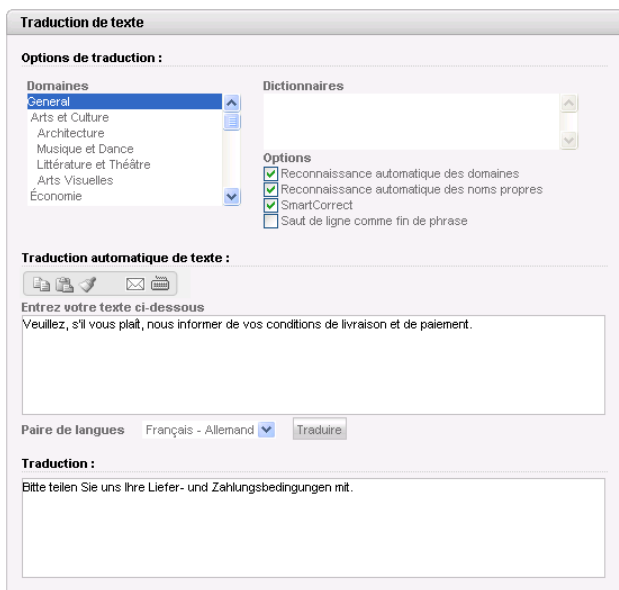 Traduction de texte
Options de traduction :
Domaines
General
Arts et Culture
Architecture
Musique et Dance
Littérature et Théâtre
Arts Visuelles
Économie
Dictionnaires
Options
Reconnaissance automatique des domaines
Reconnaissance automatique des noms propres
SmartCorrect
Saut de ligne comme fin de phrase
Traduction automatique de texte :
Entrez votre texte ci-dessous
Veuillez, s'il vous plaît, nous informer de vos conditions de livraison et de paiement.
Paire de langues Français - Allemand Traduire
Traduction :
Bitte teilen Sie uns Ihre Liefer- und Zahlungsbedingungen mit.